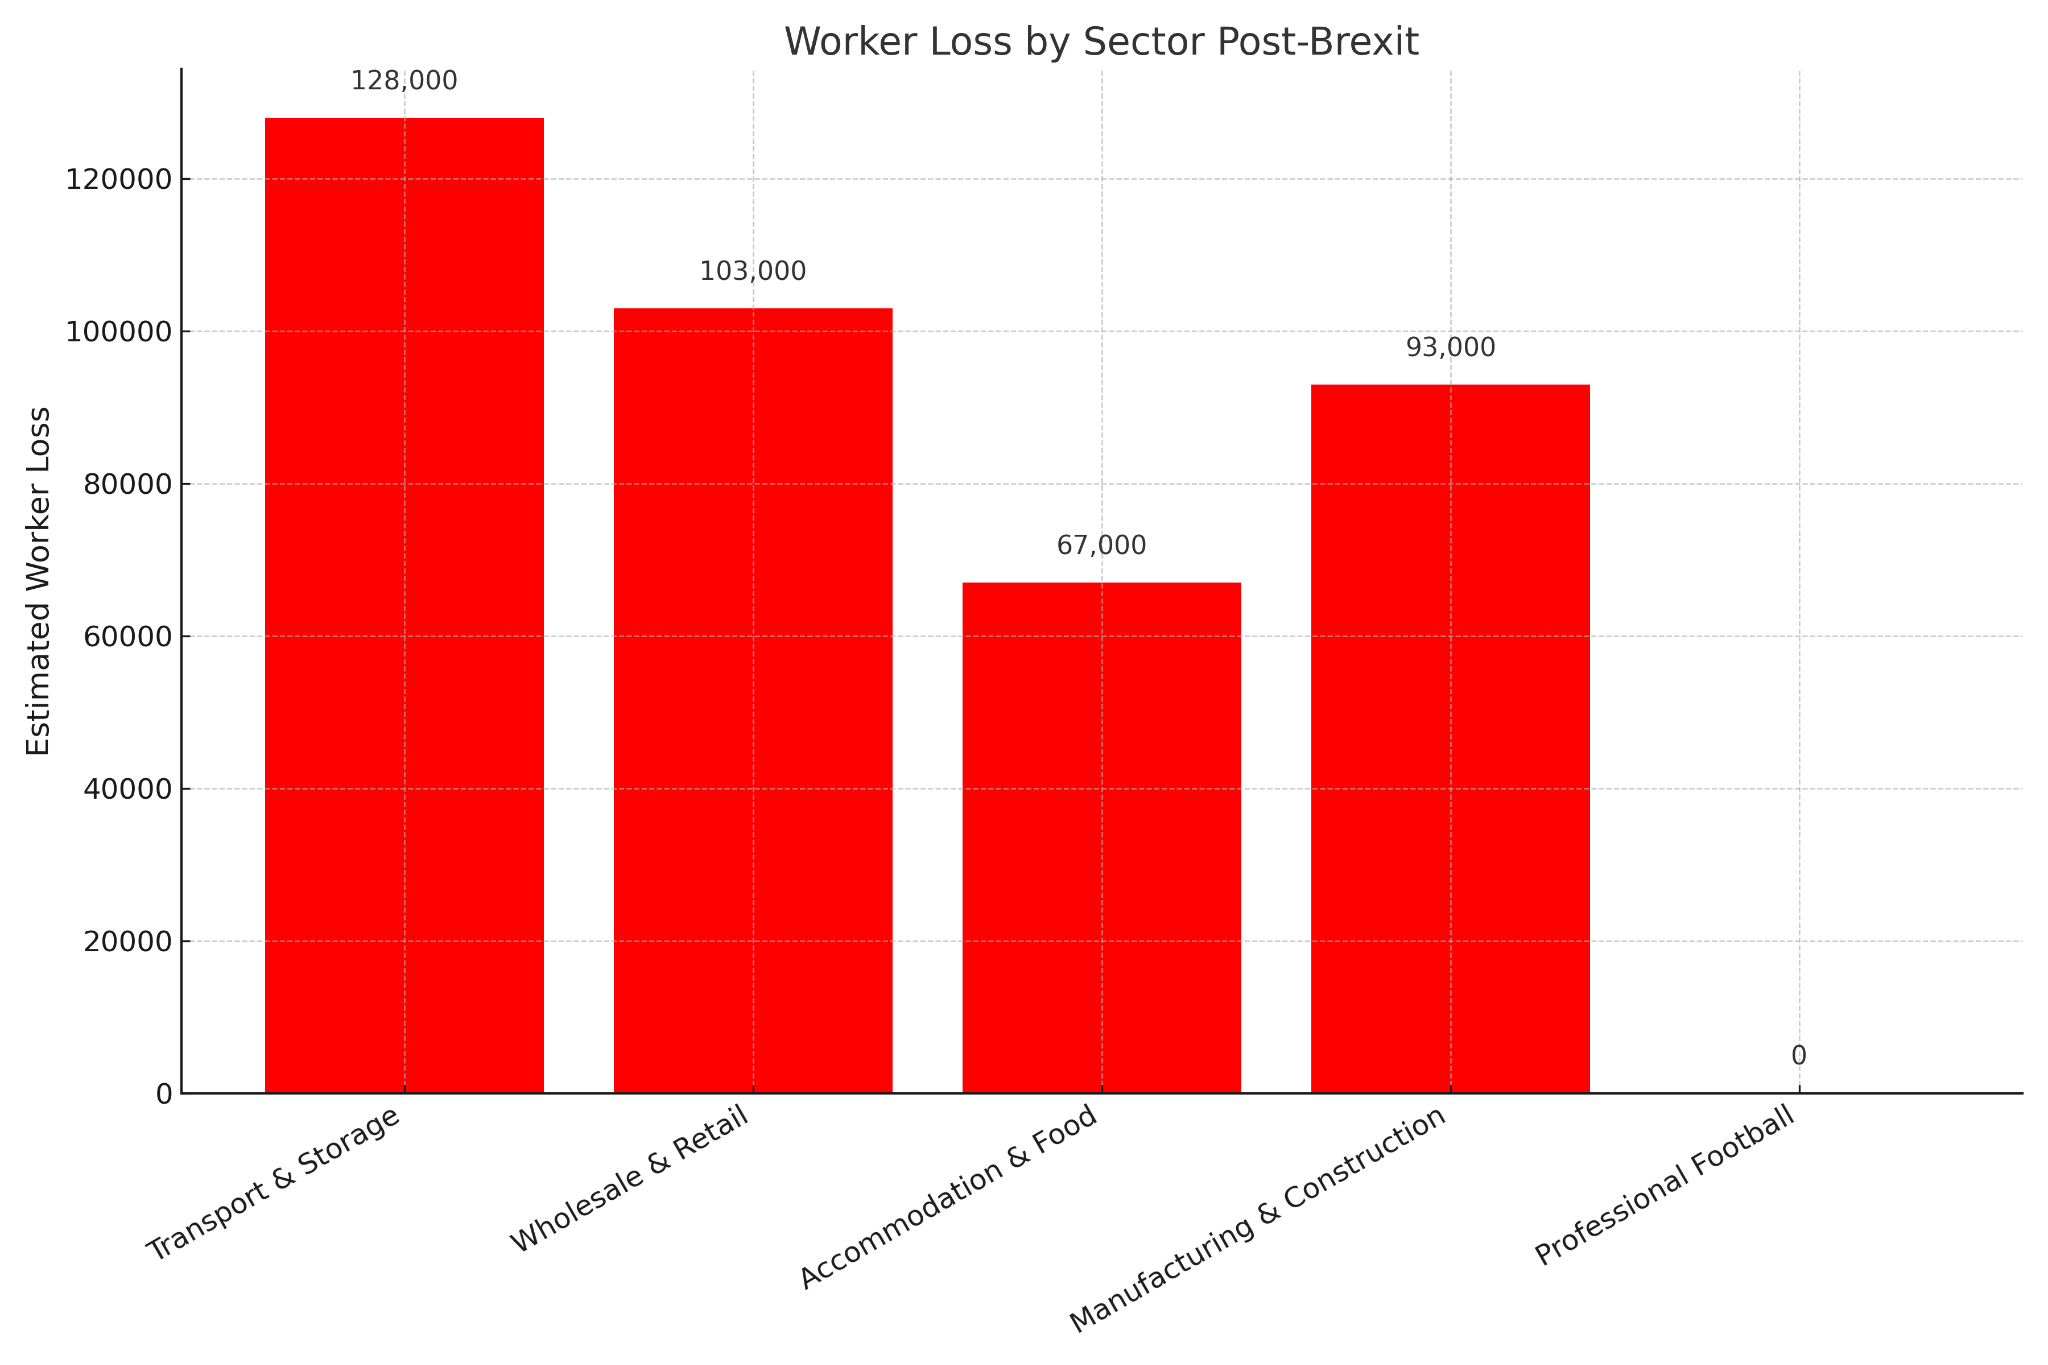 Worker Loss by Sector Post-Brexit
Estimated Worker Loss
120000
100000
80000
60000
40000
20000
0
128,000
103,000
67,000
93,000
0
Transport & Storage
Wholesale & Retail
Accommodation & Food
Manufacturing & Construction
Professional Football